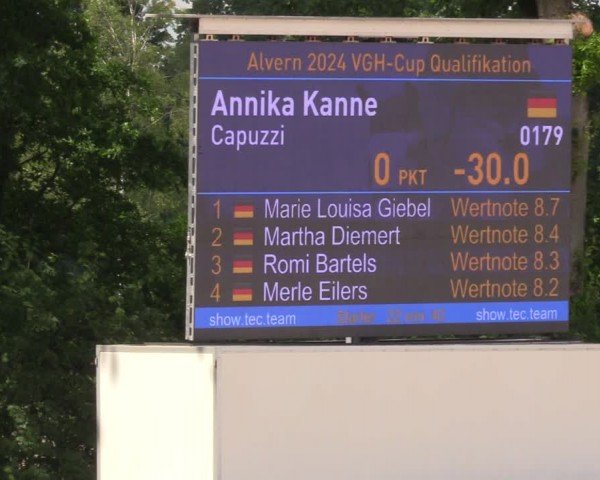 Alvern 2024 VGH-Cup Qualifikation
Annika Kanne
Capuzzi 0179
0 PKT -30.0
1 Marie Louisa Giebel Wertnote 8.7
2 Martha Diemert Wertnote 8.4
3 Romi Bartels Wertnote 8.3
4 Merle Eilers Wertnote 8.2
show.tec.team show.tec.team